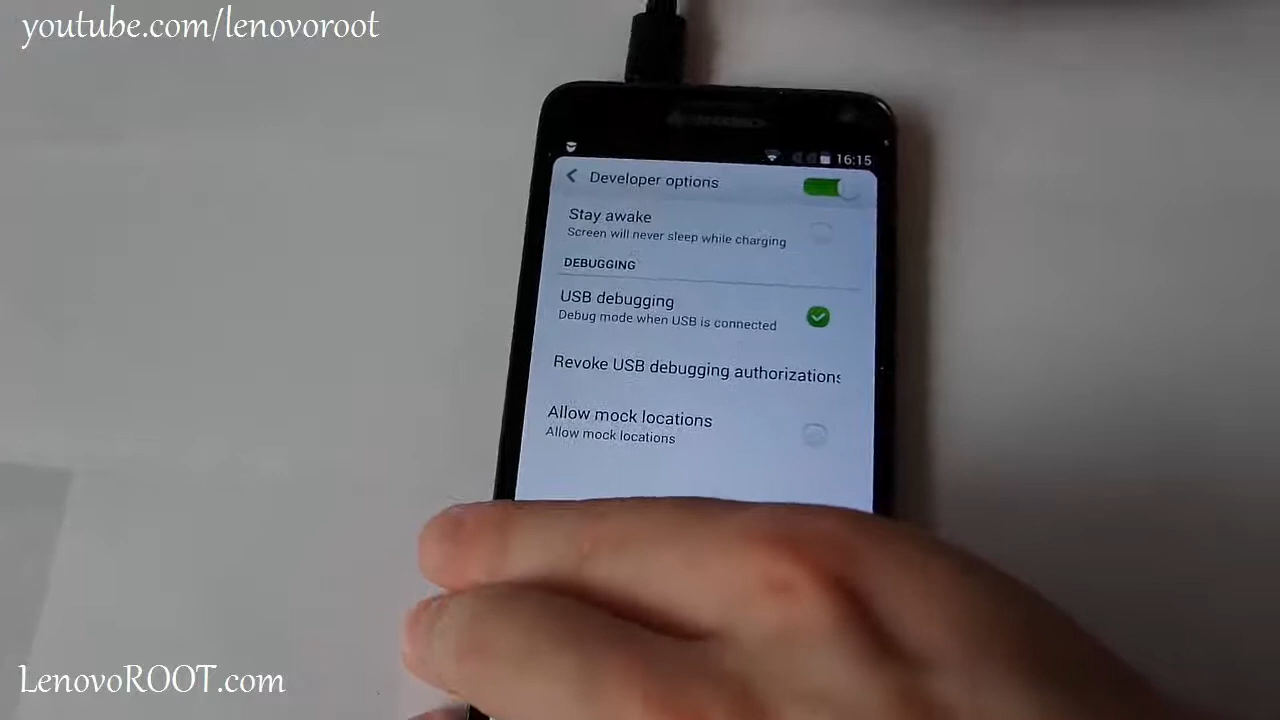 youtube.com/lenovoroot
16:15
Developer options
Stay awake
Screen will never sleep while charging
DEBUGGING
USB debugging
Debug mode when USB is connected
Revoke USB debugging authorizations
Allow mock locations
Allow mock locations
LenovoROOT.com